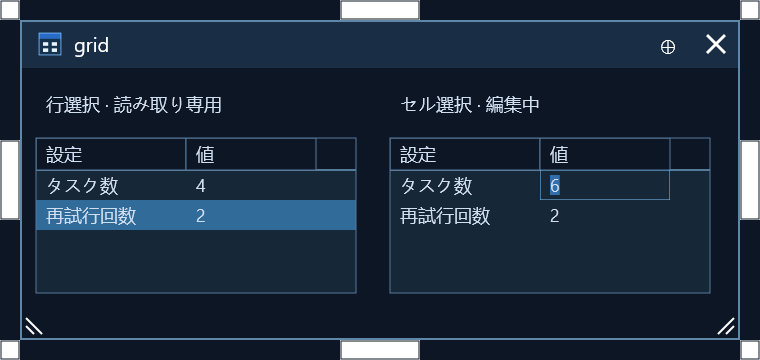 grid
行選択 · 読み取り専用
設定 値
タスク数 4
再試行回数 2
セル選択 · 編集中
設定 値
タスク数 6
再試行回数 2